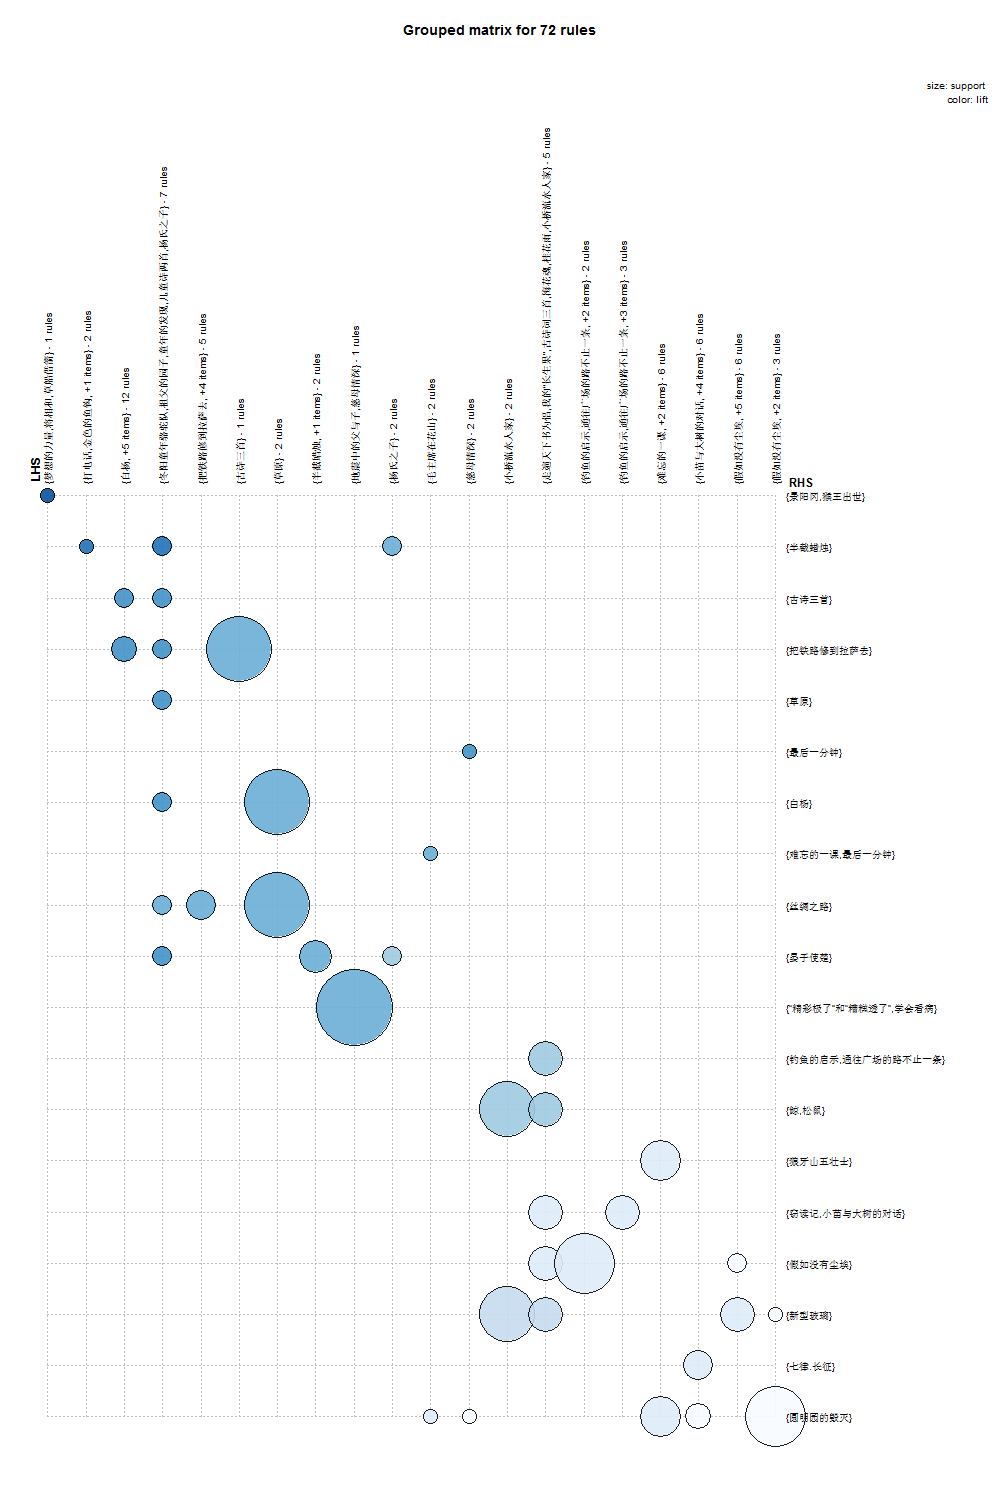 Grouped matrix for 72 rules
size: support
color: lift
LHS
{梦想的力量,将相和,草船借箭} - 1 rules
{打电话,金色的鱼钩, +1 items} - 2 rules
{白杨, +5 items} - 12 rules
{冬阳童年骆驼队,祖父的园子,童年的发现,儿童诗两首,杨氏之子} - 7 rules
{把铁路修到拉萨去, +4 items} - 5 rules
{古诗三首} - 1 rules
{草原} - 2 rules
{半截蜡烛, +1 items} - 2 rules
{地震中的父与子,慈母情深} - 1 rules
{杨氏之子} - 2 rules
{毛主席在花山} - 2 rules
{慈母情深} - 2 rules
{小桥流水人家} - 2 rules
{走遍天下书为侣,我的"长生果",古诗词三首,梅花魂,桂花雨,小桥流水人家} - 5 rules
{钓鱼的启示,通往广场的路不止一条, +2 items} - 2 rules
{钓鱼的启示,通往广场的路不止一条, +3 items} - 3 rules
{难忘的一课, +2 items} - 6 rules
{小苗与大树的对话, +4 items} - 6 rules
{假如没有尘埃, +5 items} - 6 rules
{假如没有尘埃, +2 items} - 3 rules
RHS
{景阳冈,猴王出世}
{半截蜡烛}
{古诗三首}
{把铁路修到拉萨去}
{草原}
{最后一分钟}
{白杨}
{难忘的一课,最后一分钟}
{丝绸之路}
{晏子使楚}
{"精彩极了"和"糟糕透了",学会看病}
{钓鱼的启示,通往广场的路不止一条}
{鲸,松鼠}
{狼牙山五壮士}
{窃读记,小苗与大树的对话}
{假如没有尘埃}
{新型玻璃}
{七律.长征}
{圆明园的毁灭}